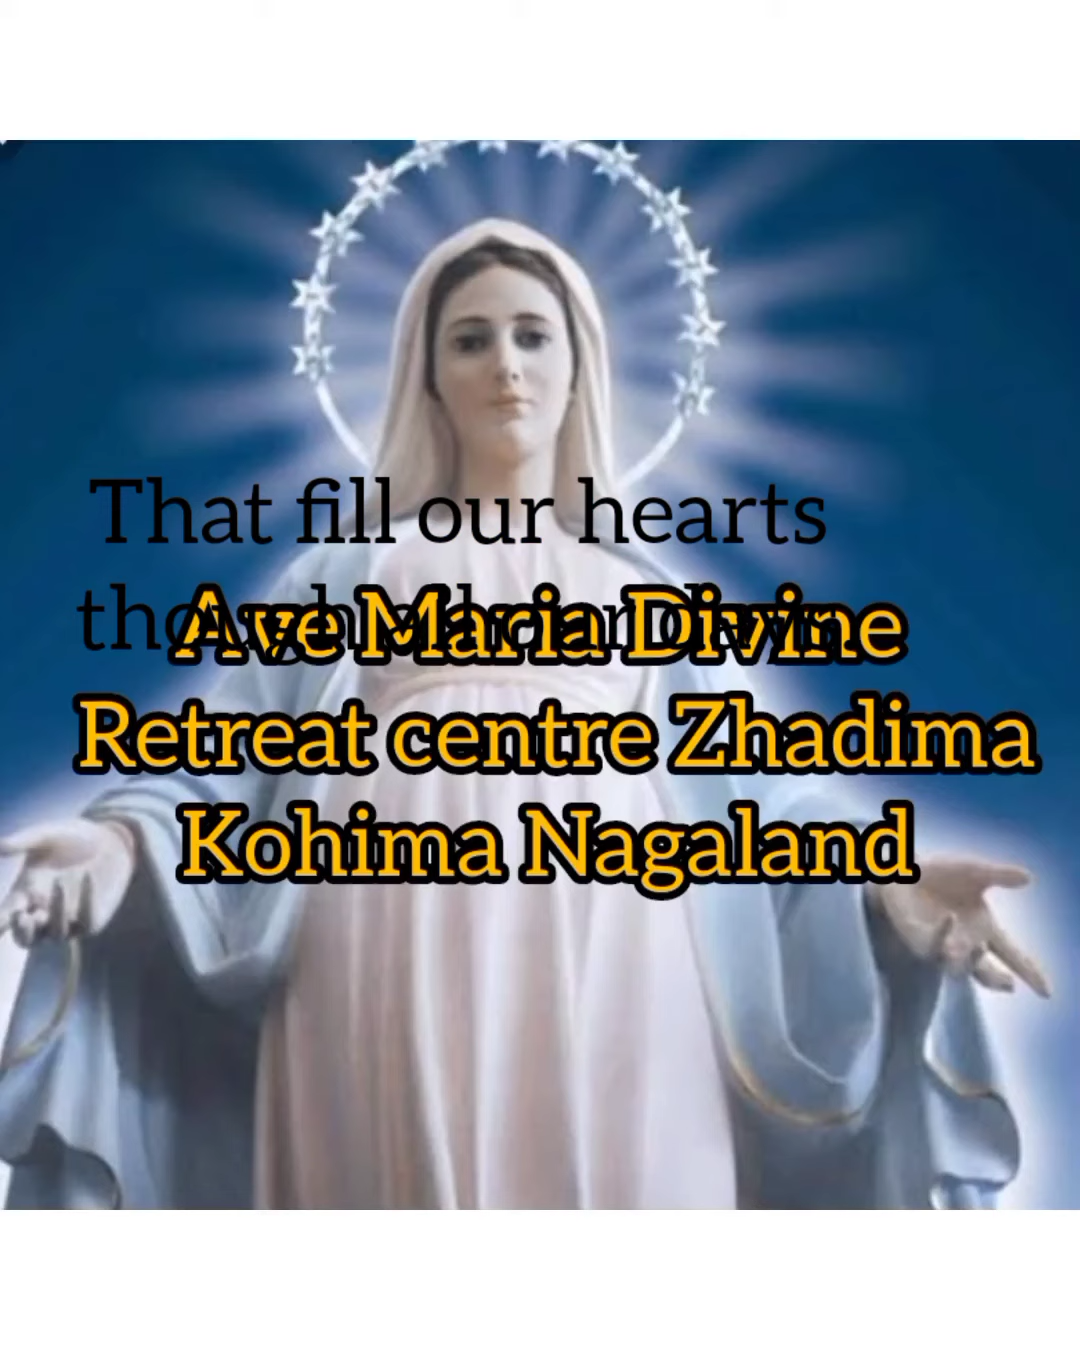 That fill our hearts
Ave Maria Divine
Retreat centre Zhadima
Kohima Nagaland